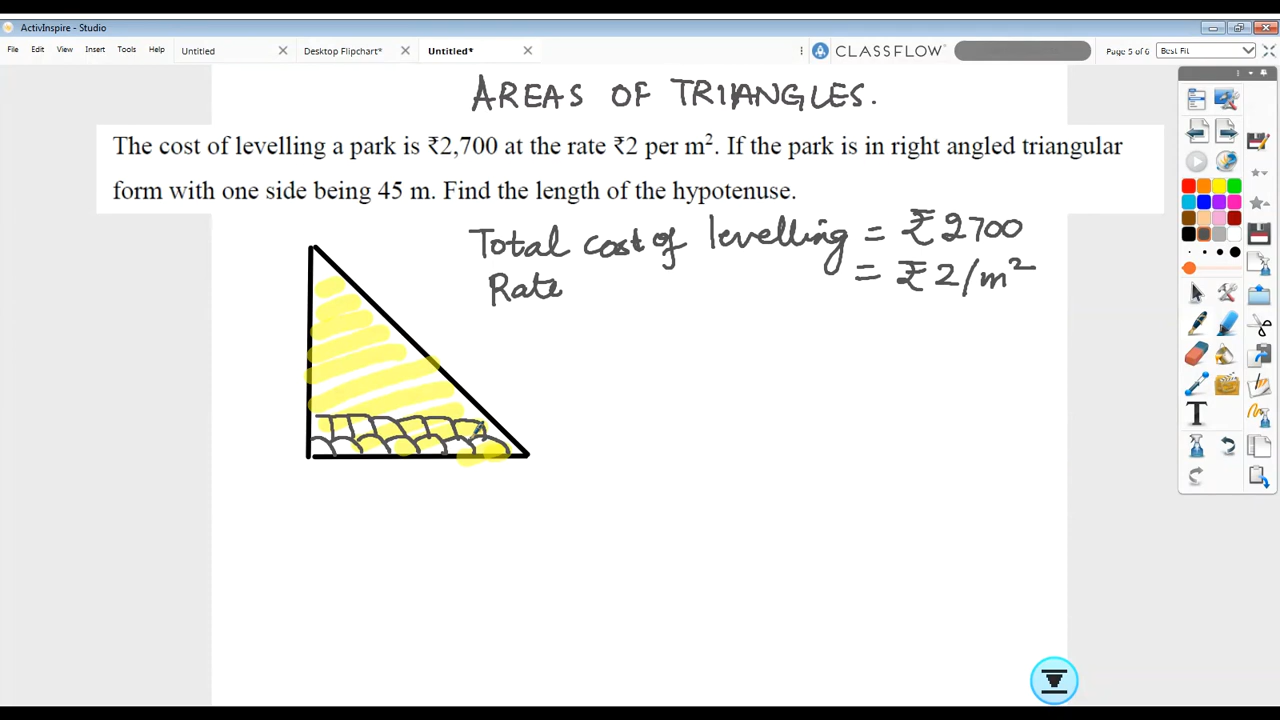 ActivInspire - Studio
File Edit View Insert Tools Help Untitled Desktop Flipchart* Untitled* CLASSFLOW Page 5 of 6 Best Fit
AREAS OF TRIANGLES.
The cost of levelling a park is ₹2,700 at the rate ₹2 per m². If the park is in right angled triangular
form with one side being 45 m. Find the length of the hypotenuse.
Total cost of levelling = ₹2700
Rate = ₹2/m²
T